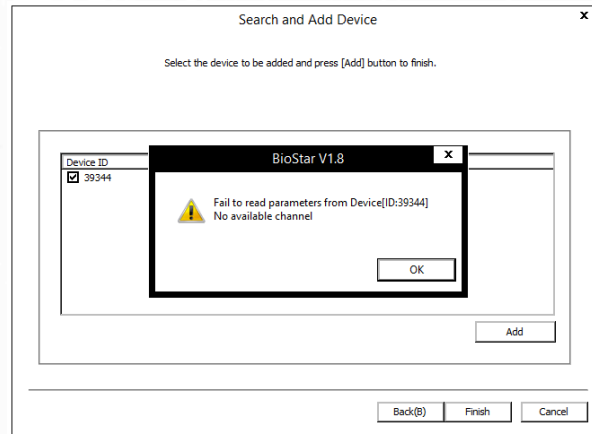 Search and Add Device
x
Select the device to be added and press [Add] button to finish.
Device ID
39344
BioStar V1.8
x
Fail to read parameters from Device[ID:39344]
No available channel
OK
Add
Back(B)
Finish
Cancel